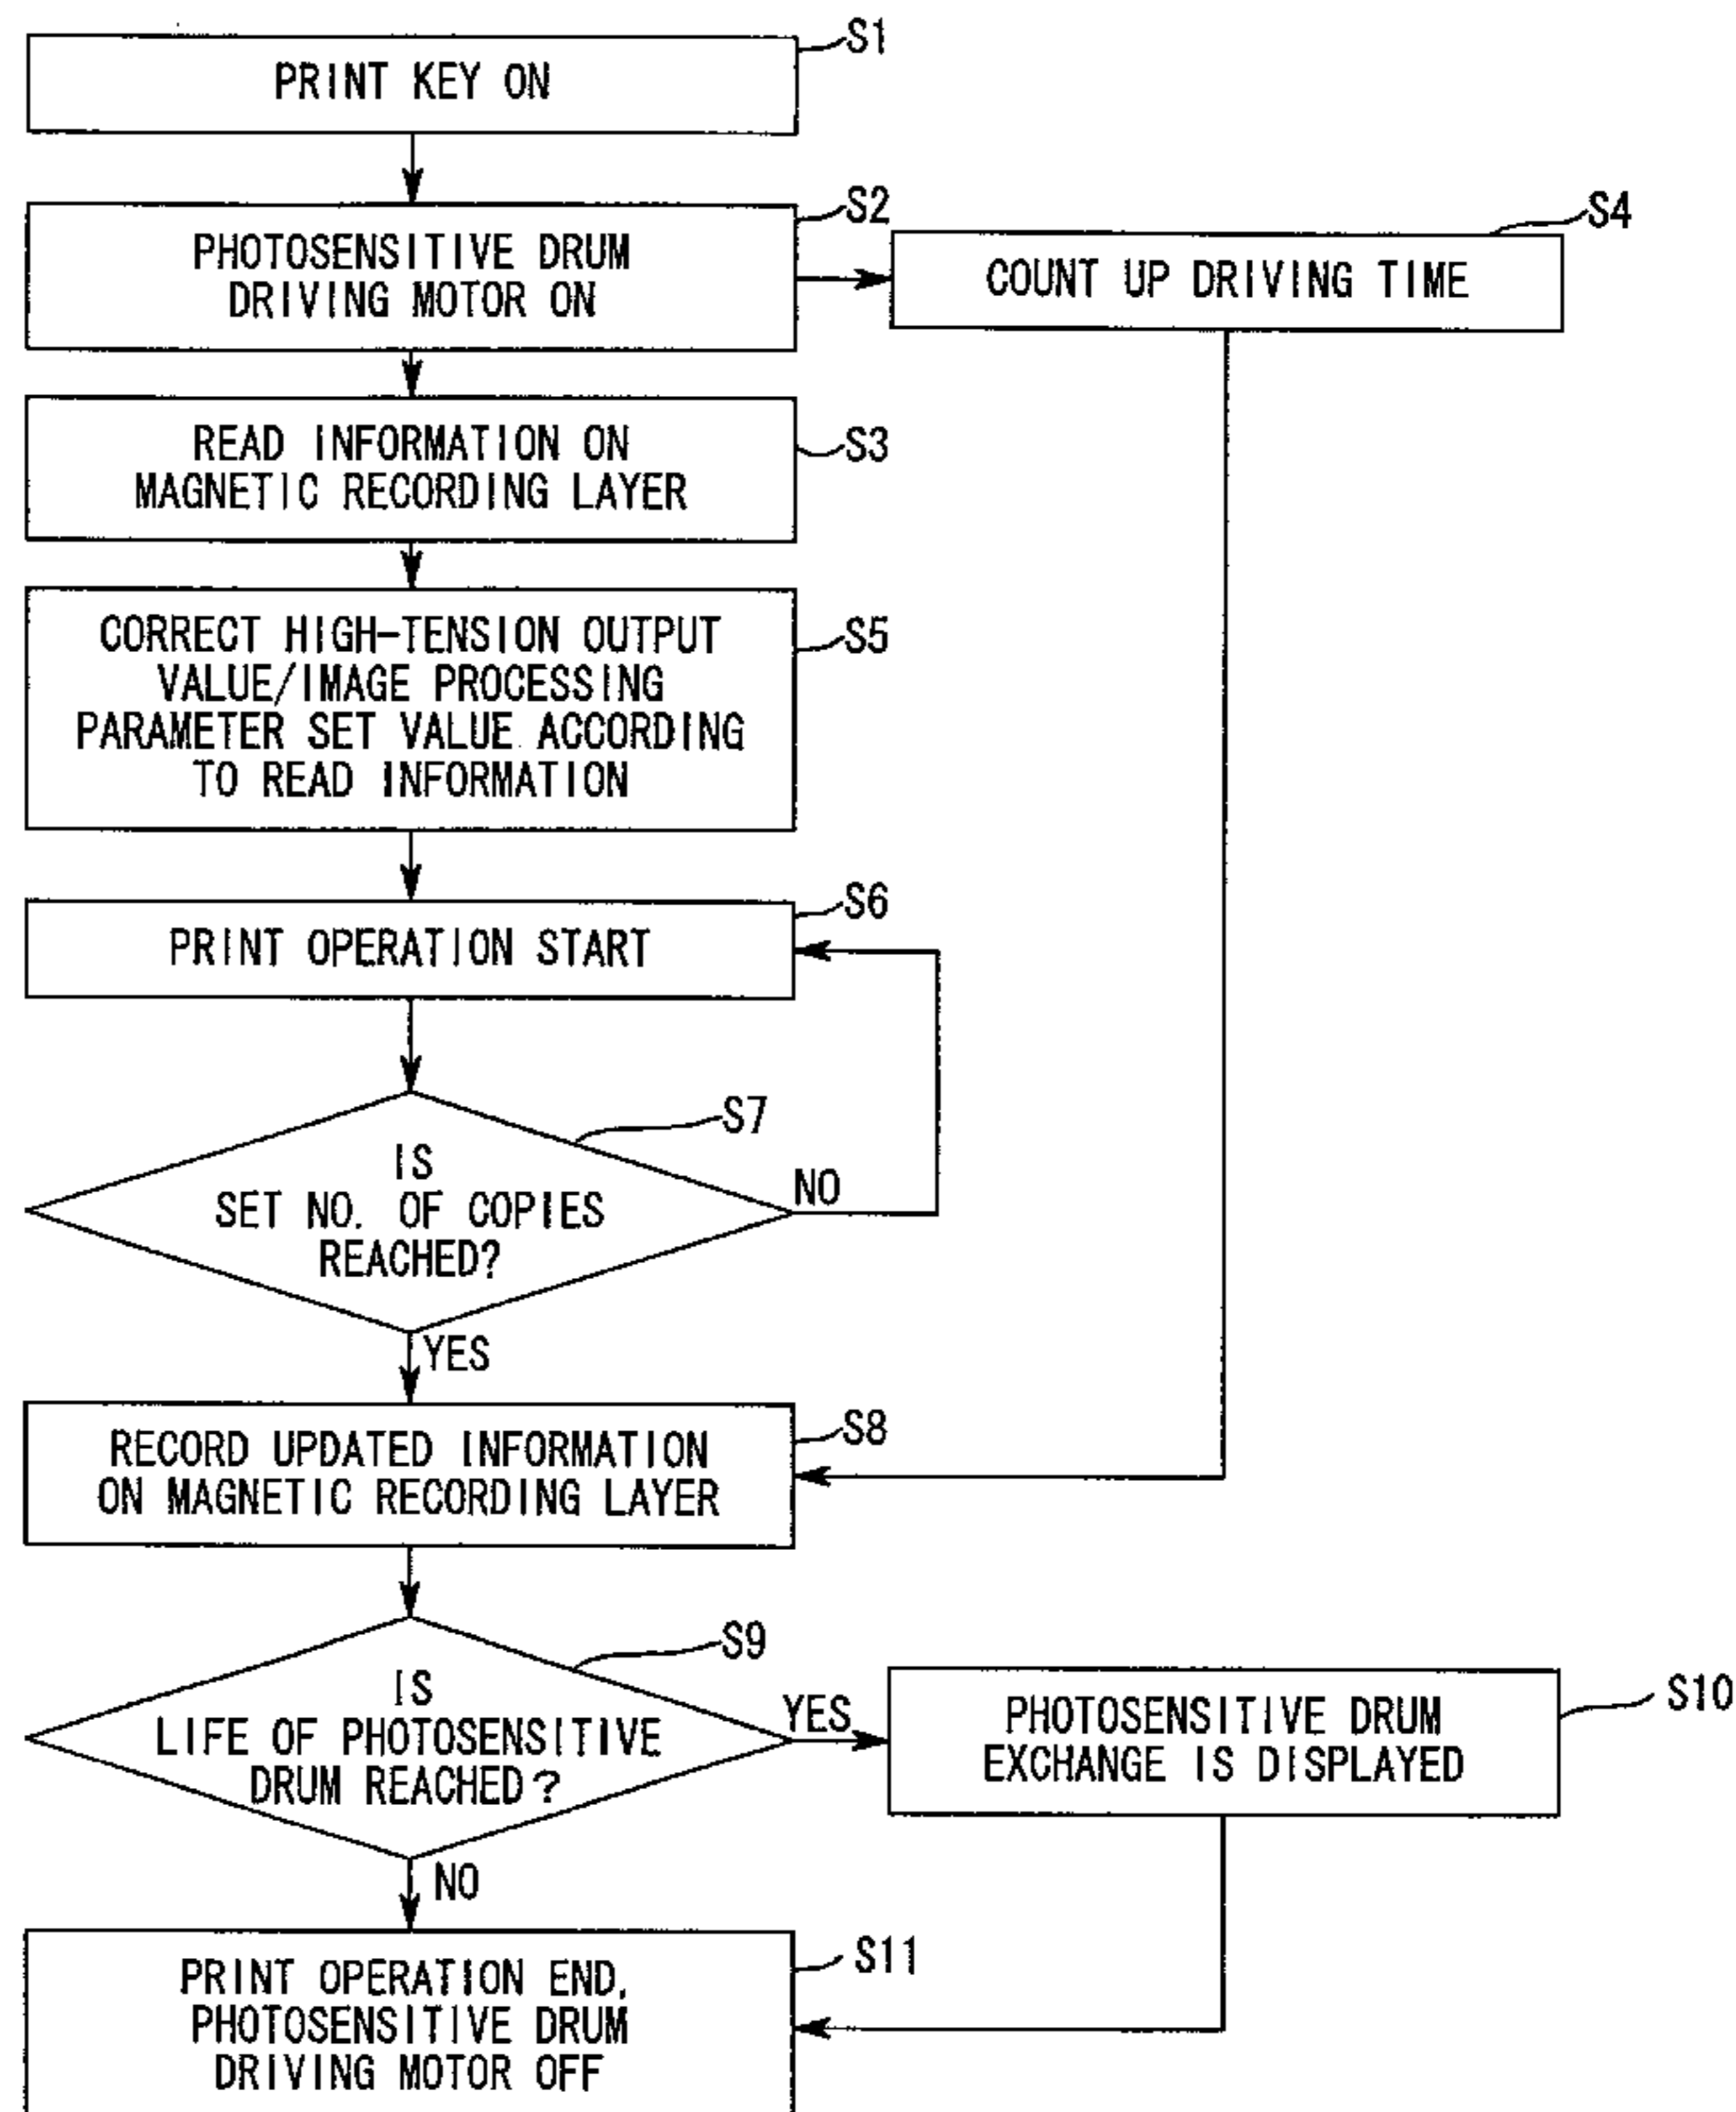 S1
PRINT KEY ON
S2
PHOTOSENSITIVE DRUM
DRIVING MOTOR ON
S4
COUNT UP DRIVING TIME
S3
READ INFORMATION ON
MAGNETIC RECORDING LAYER
S5
CORRECT HIGH-TENSION OUTPUT
VALUE/IMAGE PROCESSING
PARAMETER SET VALUE ACCORDING
TO READ INFORMATION
S6
PRINT OPERATION START
S7
IS
SET NO. OF COPIES
REACHED?
NO
YES
S8
RECORD UPDATED INFORMATION
ON MAGNETIC RECORDING LAYER
S9
IS
LIFE OF PHOTOSENSITIVE
DRUM REACHED?
YES
S10
PHOTOSENSITIVE DRUM
EXCHANGE IS DISPLAYED
NO
S11
PRINT OPERATION END,
PHOTOSENSITIVE DRUM
DRIVING MOTOR OFF